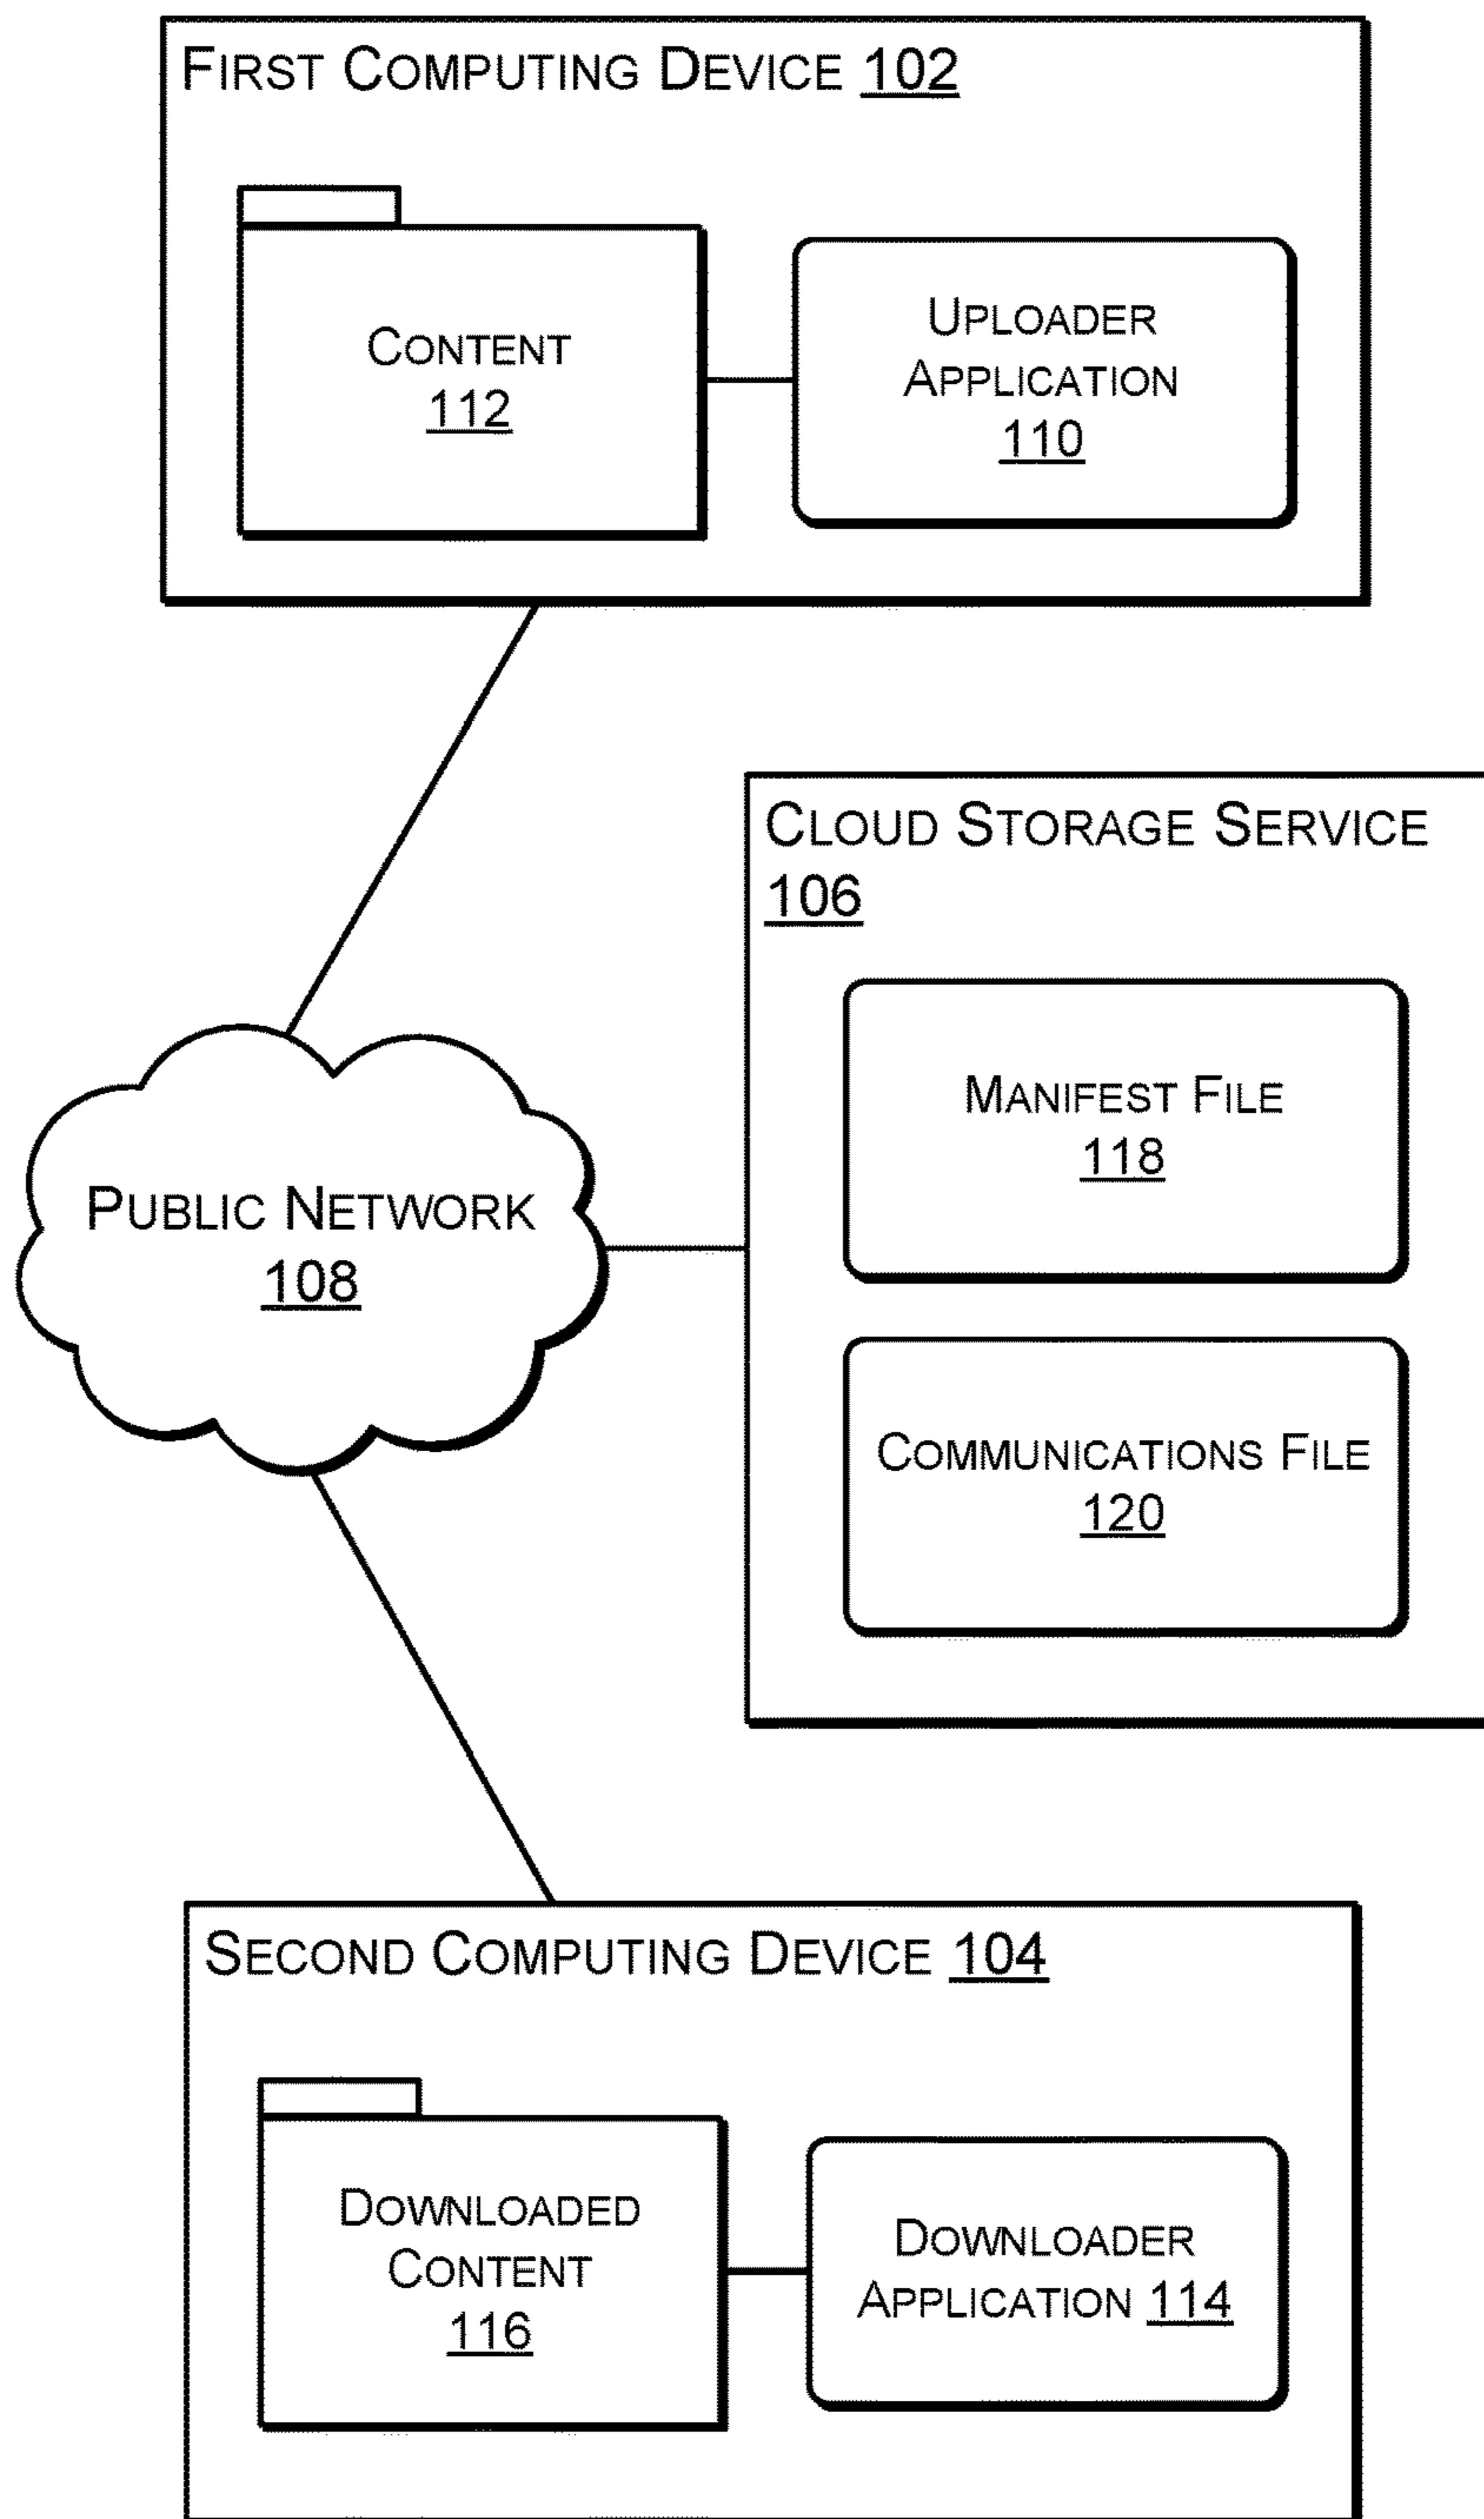 FIRST COMPUTING DEVICE 102
CONTENT
112
UPLOADER
APPLICATION
110
CLOUD STORAGE SERVICE
106
MANIFEST FILE
118
PUBLIC NETWORK
108
COMMUNICATIONS FILE
120
SECOND COMPUTING DEVICE 104
DOWNLOADED
CONTENT
116
DOWNLOADER
APPLICATION 114